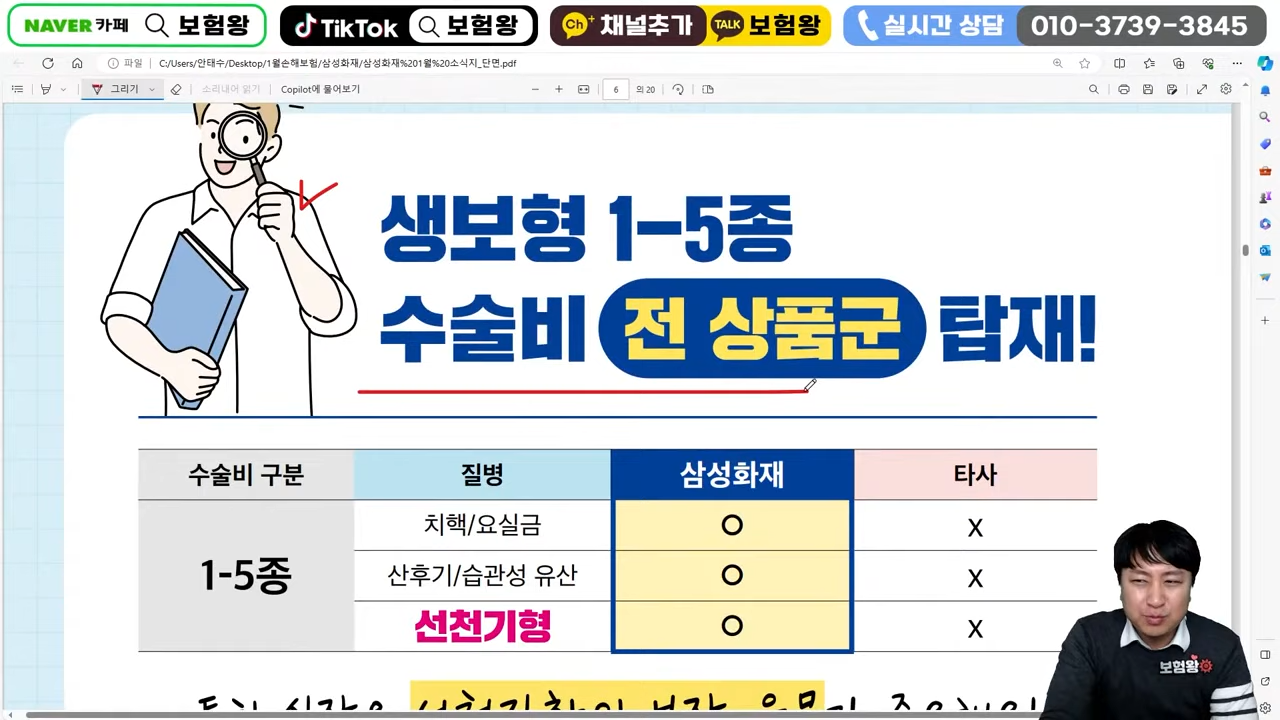 NAVER 카페 보험왕
TikTok 보험왕
Ch+ 채널추가 TALK 보험왕
실시간 상담 010-3739-3845
파일 C:/Users/안태수/Desktop/1월손해보험/삼성화재/삼성화재%201월%20소식지_단면.pdf
그리기 소리내어 읽기 Copilot에 물어보기
6 의 20
생보형 1-5종
수술비 전 상품군 탑재!
수술비 구분 질병 삼성화재 타사
1-5종
치핵/요실금 O X
산후기/습관성 유산 O X
선천기형 O X
보험왕